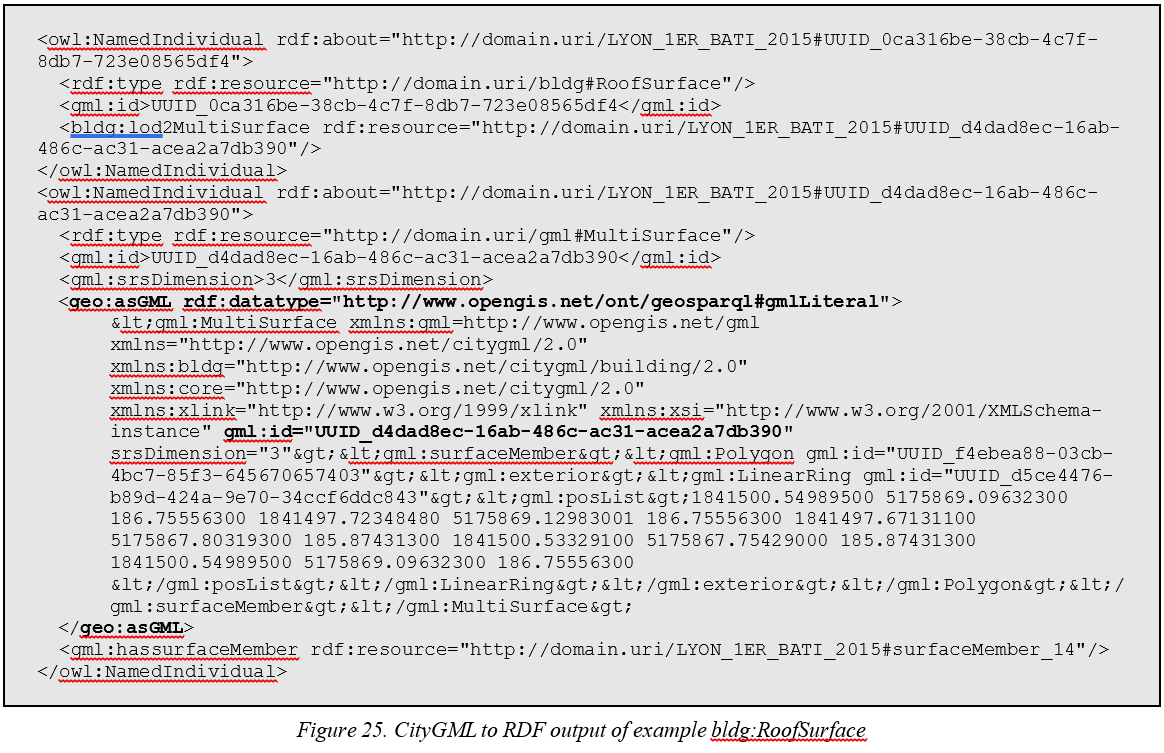 <owl:NamedIndividual rdf:about="http://domain.uri/LYON_1ER_BATI_2015#UUID_0ca316be-38cb-4c7f-
8db7-723e08565df4">
<rdf:type rdf:resource="http://domain.uri/bldg#RoofSurface"/>
<gml:id>UUID_0ca316be-38cb-4c7f-8db7-723e08565df4</gml:id>
<bldg:lod2MultiSurface rdf:resource="http://domain.uri/LYON_1ER_BATI_2015#UUID_d4dad8ec-16ab-
486c-ac31-acea2a7db390"/>
</owl:NamedIndividual>
<owl:NamedIndividual rdf:about="http://domain.uri/LYON_1ER_BATI_2015#UUID_d4dad8ec-16ab-486c-
ac31-acea2a7db390">
<rdf:type rdf:resource="http://domain.uri/gml#MultiSurface"/>
<gml:id>UUID_d4dad8ec-16ab-486c-ac31-acea2a7db390</gml:id>
<gml:srsDimension>3</gml:srsDimension>
<geo:asGML rdf:datatype="http://www.opengis.net/ont/geosparql#gmlLiteral">
&lt;gml:MultiSurface xmlns:gml=http://www.opengis.net/gml
xmlns="http://www.opengis.net/citygml/2.0"
xmlns:bldg="http://www.opengis.net/citygml/building/2.0"
xmlns:core="http://www.opengis.net/citygml/2.0"
xmlns:xlink="http://www.w3.org/1999/xlink" xmlns:xsi="http://www.w3.org/2001/XMLSchema-
instance" gml:id="UUID_d4dad8ec-16ab-486c-ac31-acea2a7db390"
srsDimension="3"&gt;&lt;gml:surfaceMember&gt;&lt;gml:Polygon gml:id="UUID_f4ebea88-03cb-
4bc7-85f3-645670657403"&gt;&lt;gml:exterior&gt;&lt;gml:LinearRing gml:id="UUID_d5ce4476-
b89d-424a-9e70-34ccf6ddc843"&gt;&lt;gml:posList&gt;1841500.54989500 5175869.09632300
186.75556300 1841497.72348480 5175869.12983001 186.75556300 1841497.67131100
5175867.80319300 185.87431300 1841500.53329100 5175867.75429000 185.87431300
1841500.54989500 5175869.09632300 186.75556300
&lt;/gml:posList&gt;&lt;/gml:LinearRing&gt;&lt;/gml:exterior&gt;&lt;/gml:Polygon&gt;&lt;/
gml:surfaceMember&gt;&lt;/gml:MultiSurface&gt;
</geo:asGML>
<gml:hassurfaceMember rdf:resource="http://domain.uri/LYON_1ER_BATI_2015#surfaceMember_14"/>
</owl:NamedIndividual>
Figure 25. CityGML to RDF output of example bldg:RoofSurface